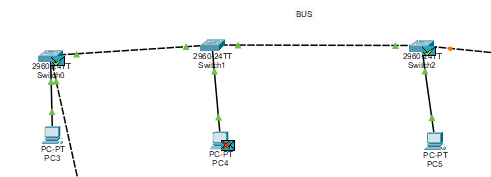 BUS
2960-24TT
Switch0
2960-24TT
Switch1
2960-24TT
Switch2
PC-PT
PC3
PC-PT
PC4
PC-PT
PC5